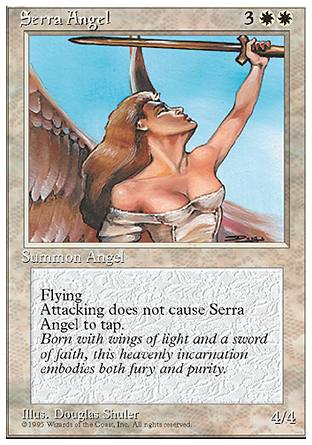 Serra Angel 3
Summon Angel
Flying
Attacking does not cause Serra
Angel to tap.
Born with wings of light and a sword
of faith, this heavenly incarnation
embodies both fury and purity.
Illus. Douglas Shuler
4/4
©1995 Wizards of the Coast, Inc. All rights reserved.